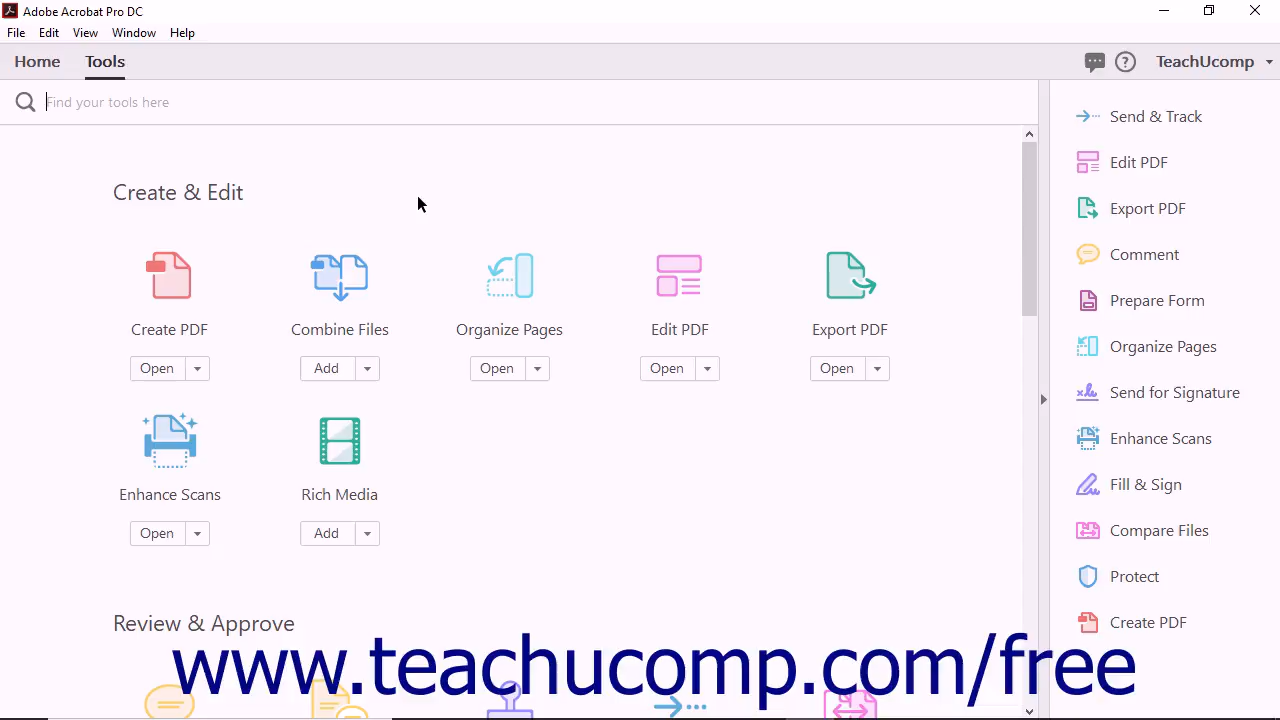 Adobe Acrobat Pro DC
File Edit View Window Help
Home Tools TeachUcomp
Find your tools here
Create & Edit
Create PDF Combine Files Organize Pages Edit PDF Export PDF
Open Add Open Open Open
Enhance Scans Rich Media
Open Add
Review & Approve
Send & Track
Edit PDF
Export PDF
Comment
Prepare Form
Organize Pages
Send for Signature
Enhance Scans
Fill & Sign
Compare Files
Protect
Create PDF
www.teachucomp.com/free